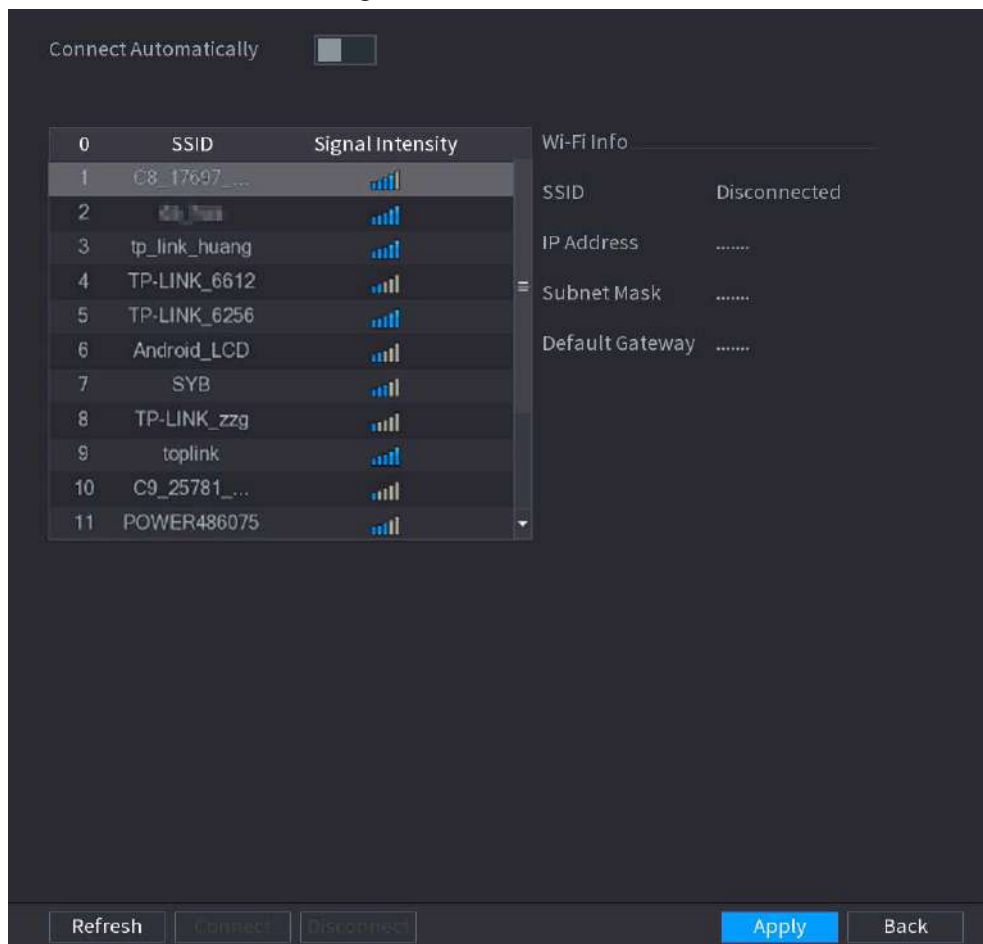 Connect Automatically
0 SSID Signal Intensity
1 C8_17697_...
2
3 tp_link_huang
4 TP-LINK_6612
5 TP-LINK_6256
6 Android_LCD
7 SYB
8 TP-LINK_zzg
9 toplink
10 C9_25781_...
11 POWER486075
Wi-Fi Info
SSID Disconnected
IP Address .......
Subnet Mask .......
Default Gateway .......
Refresh Connect Disconnect Apply Back